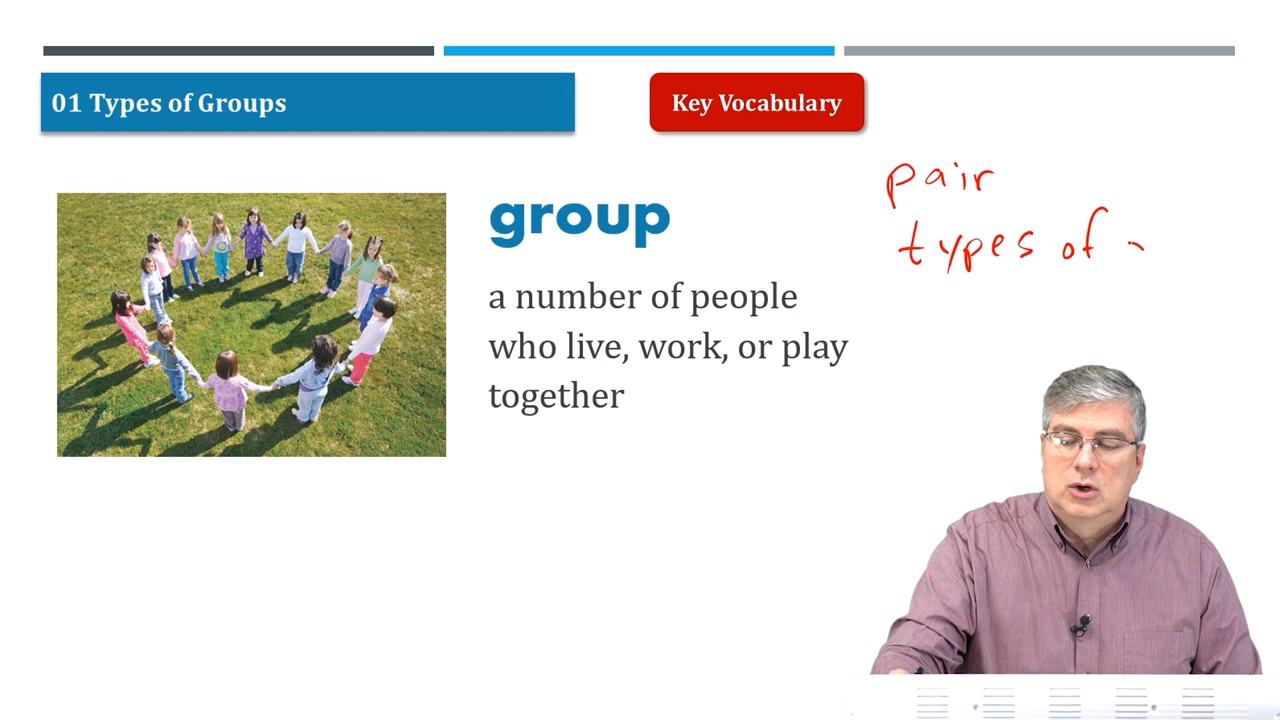 01 Types of Groups
Key Vocabulary
group
a number of people
who live, work, or play
together
pair
types of